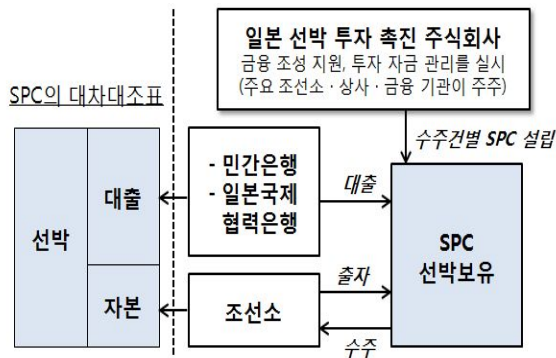 일본 선박 투자 촉진 주식회사
금융 조성 지원, 투자 자금 관리를 실시
(주요 조선소 · 상사 · 금융 기관이 주주)
SPC의 대차대조표
수주건별 SPC 설립
선박
대출
자본
- 민간은행
- 일본국제
협력은행
대출
SPC
선박보유
조선소
출자
수주